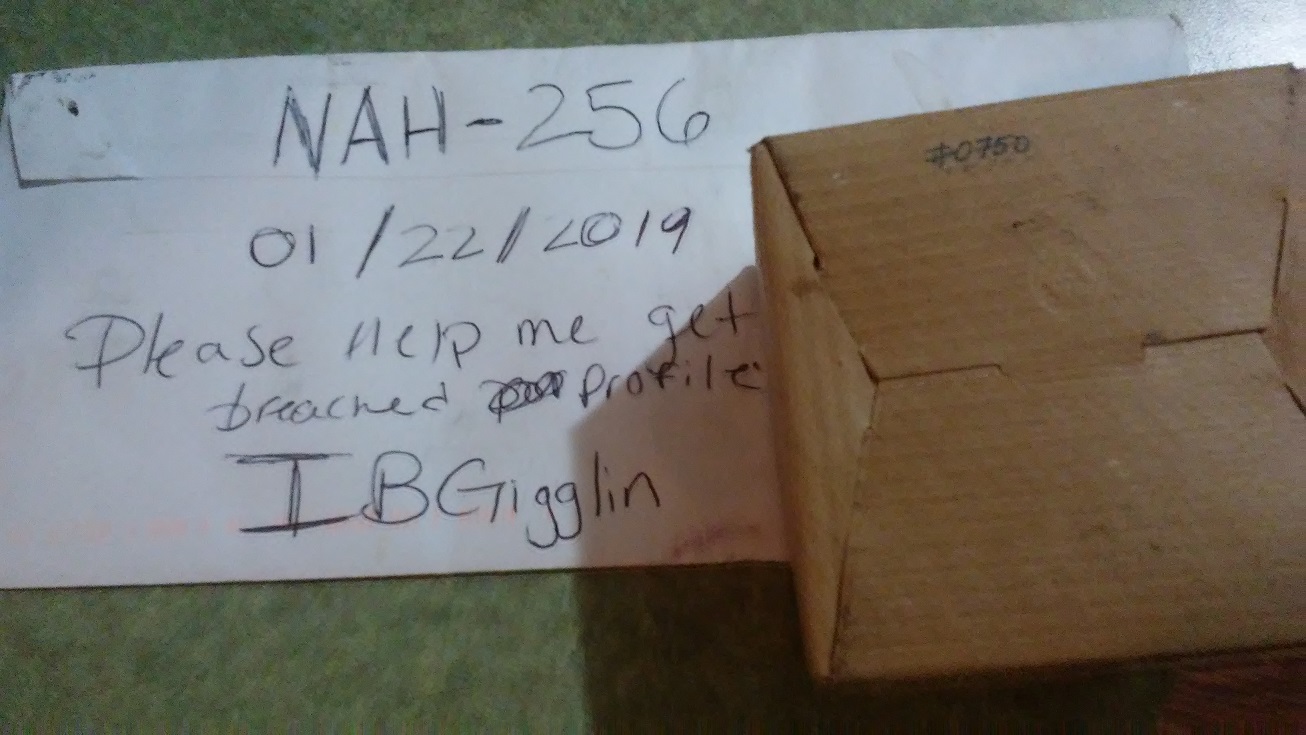 NAH-256
01/22/2019
Please Help me get
breached Profile
IBGigglin
#0750